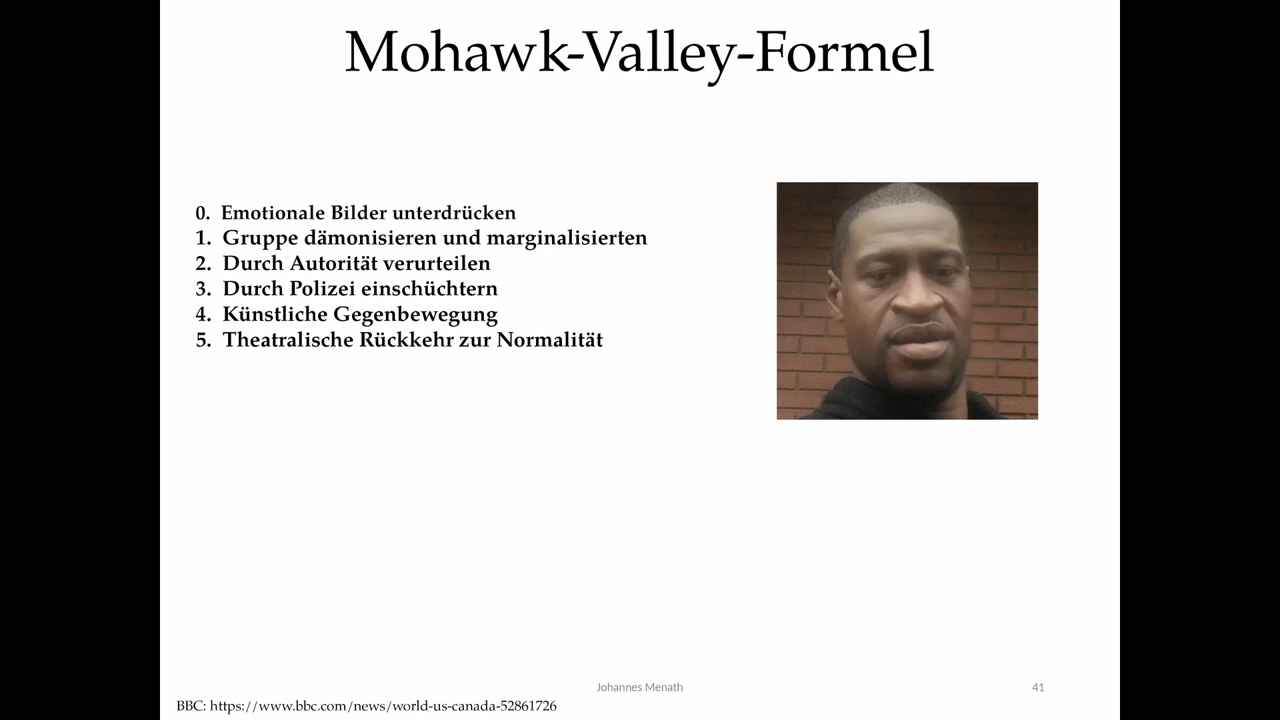 Mohawk-Valley-Formel
0. Emotionale Bilder unterdrücken
1. Gruppe dämonisieren und marginalisierten
2. Durch Autorität verurteilen
3. Durch Polizei einschüchtern
4. Künstliche Gegenbewegung
5. Theatralische Rückkehr zur Normalität
Johannes Menath
41
BBC: https://www.bbc.com/news/world-us-canada-52861726